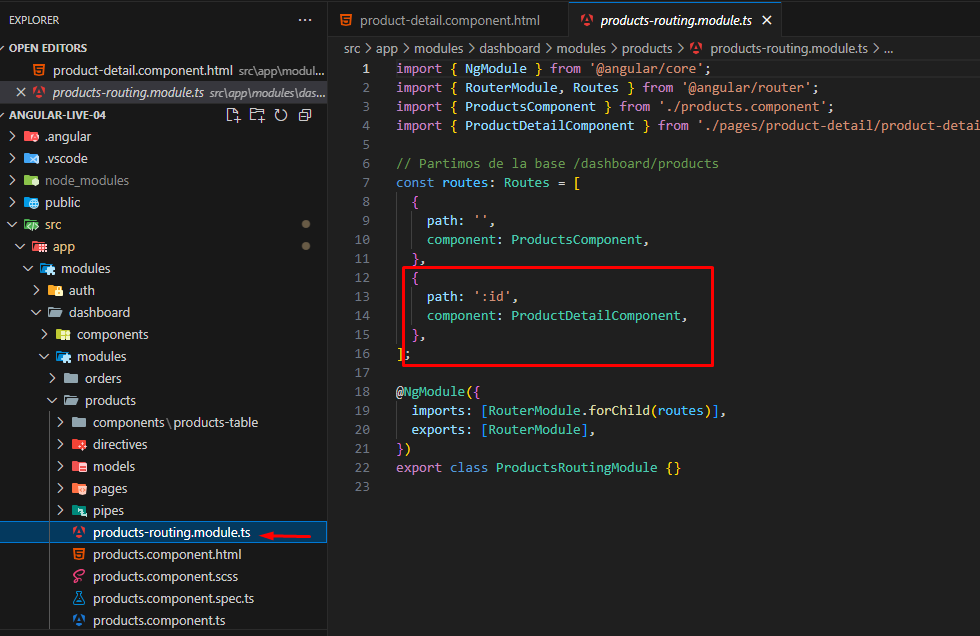 EXPLORER
OPEN EDITORS
product-detail.component.html src\app\modul...
products-routing.module.ts src\app\modules\das...
ANGULAR-LIVE-04
.angular
.vscode
node_modules
public
src
app
modules
auth
dashboard
components
modules
orders
products
components\products-table
directives
models
pages
pipes
products-routing.module.ts
products.component.html
products.component.scss
products.component.spec.ts
products.component.ts
product-detail.component.html
products-routing.module.ts
src > app > modules > dashboard > modules > products > products-routing.module.ts > ...
1 import { NgModule } from '@angular/core';
2 import { RouterModule, Routes } from '@angular/router';
3 import { ProductsComponent } from './products.component';
4 import { ProductDetailComponent } from './pages/product-detail/product-detai
5
6 // Partimos de la base /dashboard/products
7 const routes: Routes = [
8 {
9 path: '',
10 component: ProductsComponent,
11 },
12 {
13 path: ':id',
14 component: ProductDetailComponent,
15 },
16 ];
17
18 @NgModule({
19 imports: [RouterModule.forChild(routes)],
20 exports: [RouterModule],
21 })
22 export class ProductsRoutingModule {}
23